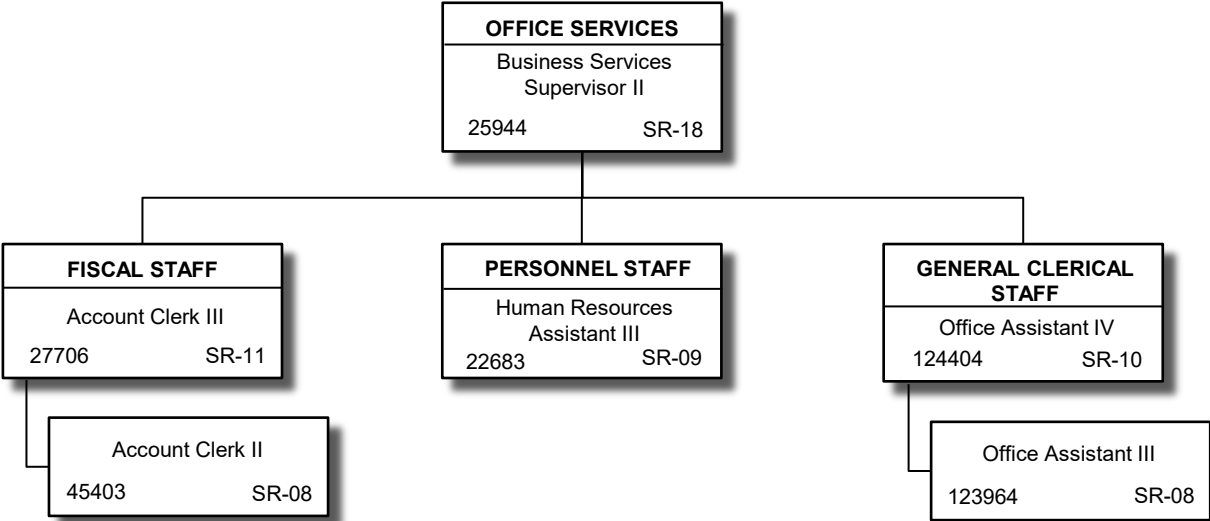 OFFICE SERVICES
Business Services
Supervisor II
25944 SR-18
FISCAL STAFF
Account Clerk III
27706 SR-11
Account Clerk II
45403 SR-08
PERSONNEL STAFF
Human Resources
Assistant III
22683 SR-09
GENERAL CLERICAL
STAFF
Office Assistant IV
124404 SR-10
Office Assistant III
123964 SR-08